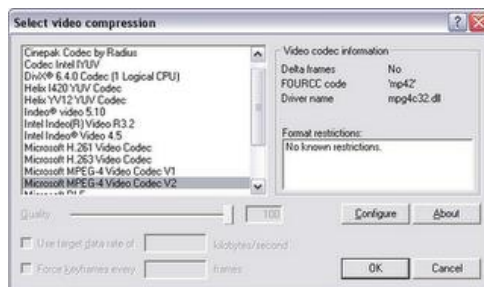 Select video compression
Cinepak Codec by Radius
Codec Intel IYUV
DivX® 6.4.0 Codec (1 Logical CPU)
Helix I420 YUV Codec
Helix YV12 YUV Codec
Indeo® video 5.10
Intel Indeo(R) Video R3.2
Intel Indeo® Video 4.5
Microsoft H.261 Video Codec
Microsoft H.263 Video Codec
Microsoft MPEG-4 Video Codec V1
Microsoft MPEG-4 Video Codec V2
Microsoft RLE
Video codec information
Delta frames No
FOURCC code 'mp42'
Driver name mpg4c32.dll
Format restrictions:
No known restrictions.
Quality 100
Configure About
Use target data rate of kilobytes/second
Force keyframes every frames
OK Cancel